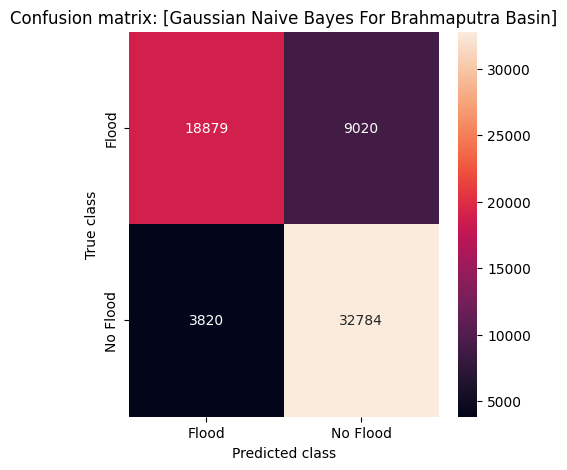 Confusion matrix: [Gaussian Naive Bayes For Brahmaputra Basin]
True class
Flood
18879
9020
No Flood
3820
32784
Flood
No Flood
Predicted class
30000
25000
20000
15000
10000
5000